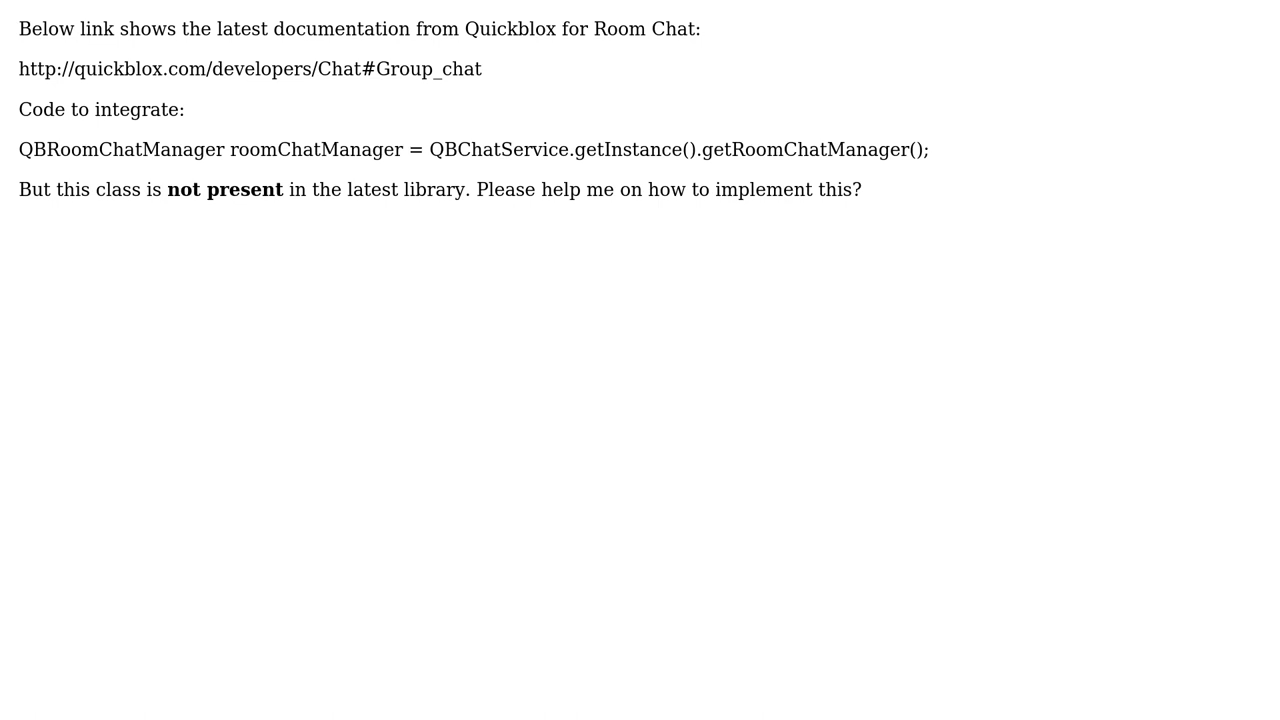 Below link shows the latest documentation from Quickblox for Room Chat:
http://quickblox.com/developers/Chat#Group_chat
Code to integrate:
QBRoomChatManager roomChatManager = QBChatService.getInstance().getRoomChatManager();
But this class is not present in the latest library. Please help me on how to implement this?